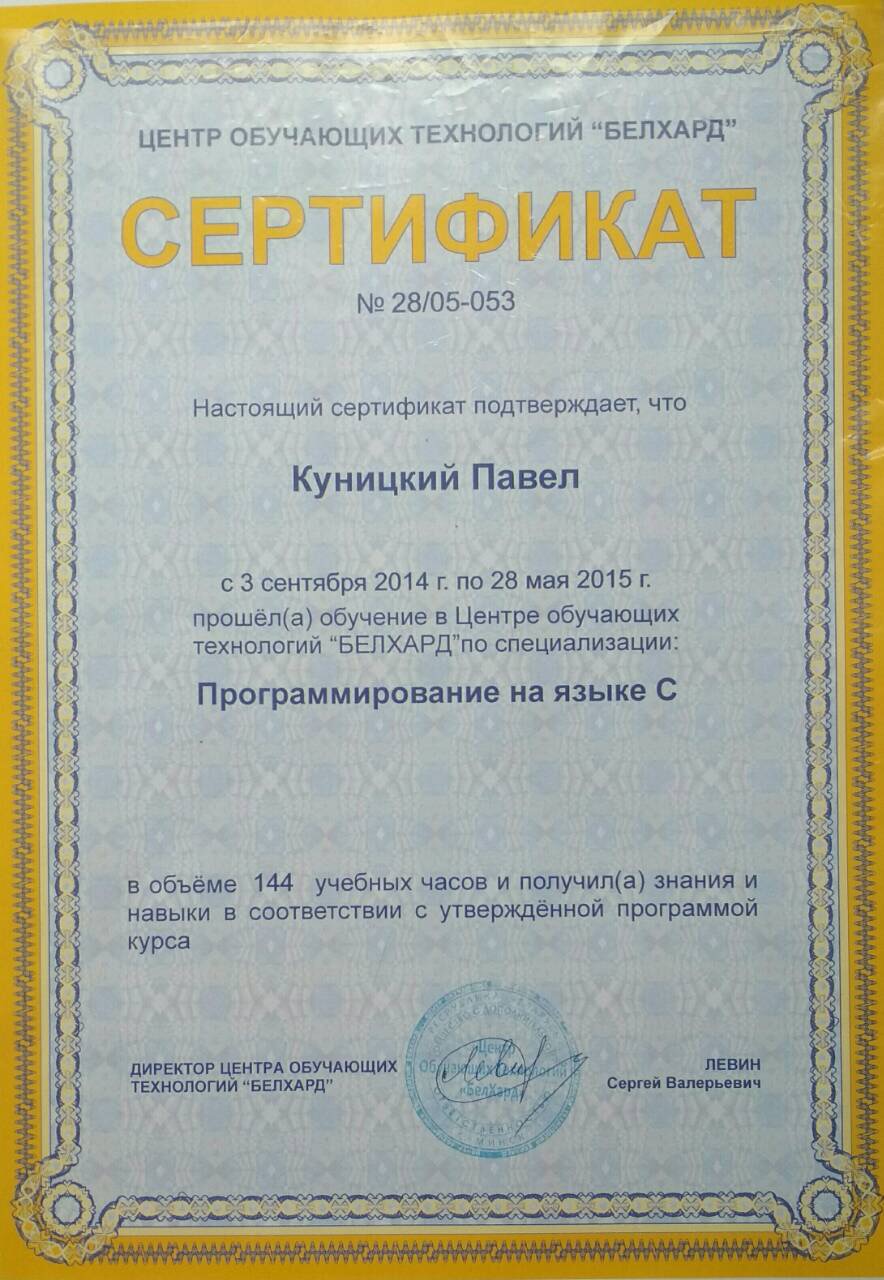 ЦЕНТР ОБУЧАЮЩИХ ТЕХНОЛОГИЙ “БЕЛХАРД”
СЕРТИФИКАТ
№ 28/05-053
Настоящий сертификат подтверждает, что
Куницкий Павел
с 3 сентября 2014 г. по 28 мая 2015 г.
прошёл(а) обучение в Центре обучающих
технологий “БЕЛХАРД”по специализации:
Программирование на языке С
в объёме 144 учебных часов и получил(а) знания и
навыки в соответствии с утверждённой программой
курса
ДИРЕКТОР ЦЕНТРА ОБУЧАЮЩИХ
ТЕХНОЛОГИЙ “БЕЛХАРД”
«Центр
Обучающих технологий
«БелХард»
МИНСК
ЛЕВИН
Сергей Валерьевич